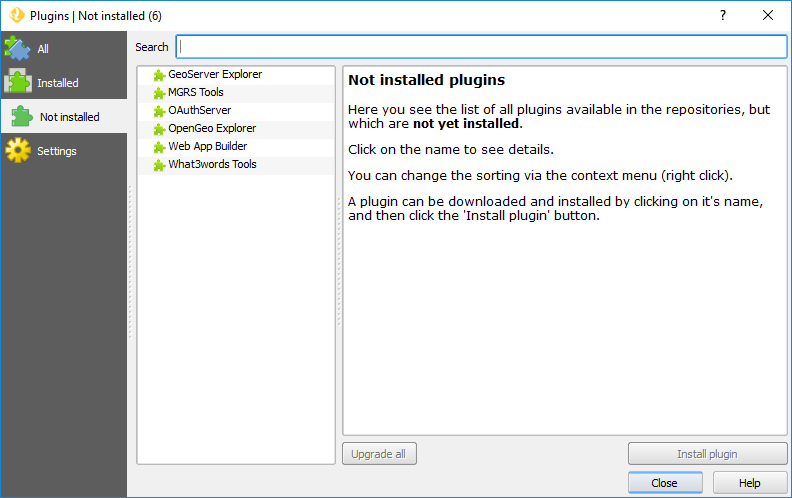 Plugins | Not installed (6)
?
All
Installed
Not installed
Settings
Search
GeoServer Explorer
MGRS Tools
OAuthServer
OpenGeo Explorer
Web App Builder
What3words Tools
Not installed plugins
Here you see the list of all plugins available in the repositories, but
which are not yet installed.
Click on the name to see details.
You can change the sorting via the context menu (right click).
A plugin can be downloaded and installed by clicking on it's name,
and then click the 'Install plugin' button.
Upgrade all
Install plugin
Close
Help